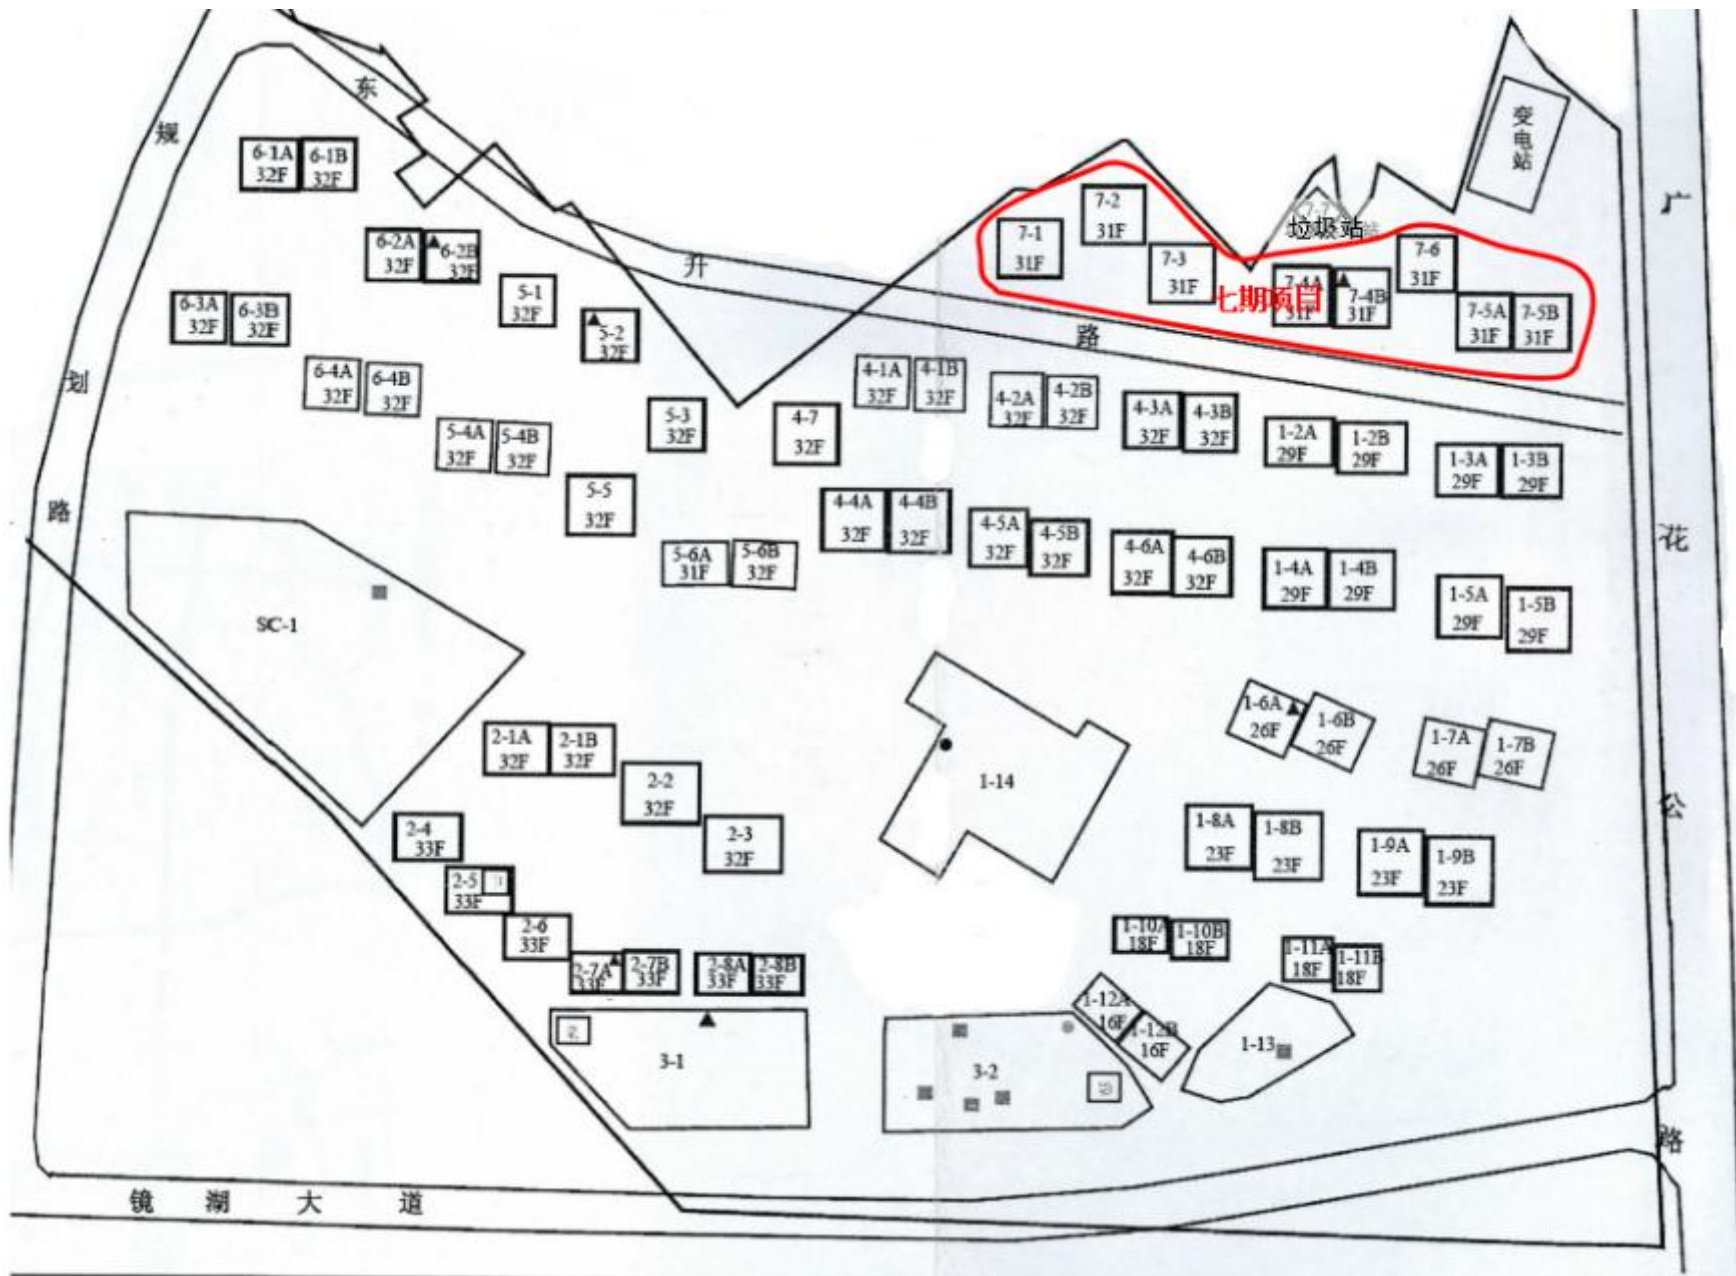 东
规
变电站
广
6-1A
32F
6-1B
32F
7-2
31F
7-1
31F
7-7
垃圾站
6-2A
32F
6-2B
32F
升
7-3
31F
7-6
31F
7-4A
31F
7-4B
31F
七期项目
5-1
32F
6-3A
32F
6-3B
32F
7-5A
31F
7-5B
31F
5-2
32F
路
划
6-4A
32F
6-4B
32F
4-1A
32F
4-1B
32F
4-2A
32F
4-2B
32F
4-3A
32F
4-3B
32F
5-3
32F
4-7
32F
1-2A
29F
1-2B
29F
5-4A
32F
5-4B
32F
1-3A
29F
1-3B
29F
5-5
32F
路
4-4A
32F
4-4B
32F
4-5A
32F
4-5B
32F
花
4-6A
32F
4-6B
32F
5-6A
31F
5-6B
32F
1-4A
29F
1-4B
29F
1-5A
29F
1-5B
29F
SC-1
1-6A
26F
1-6B
26F
1-7A
26F
1-7B
26F
2-1A
32F
2-1B
32F
2-2
32F
1-14
公
2-4
33F
2-3
32F
1-8A
23F
1-8B
23F
1-9A
23F
1-9B
23F
2-5
33F
2-6
33F
1-10A
18F
1-10B
18F
1-11A
18F
1-11B
18F
2-7A
33F
2-7B
33F
2-8A
33F
2-8B
33F
1-12A
16F
1-12B
16F
1-13
3-1
3-2
路
镜湖大道